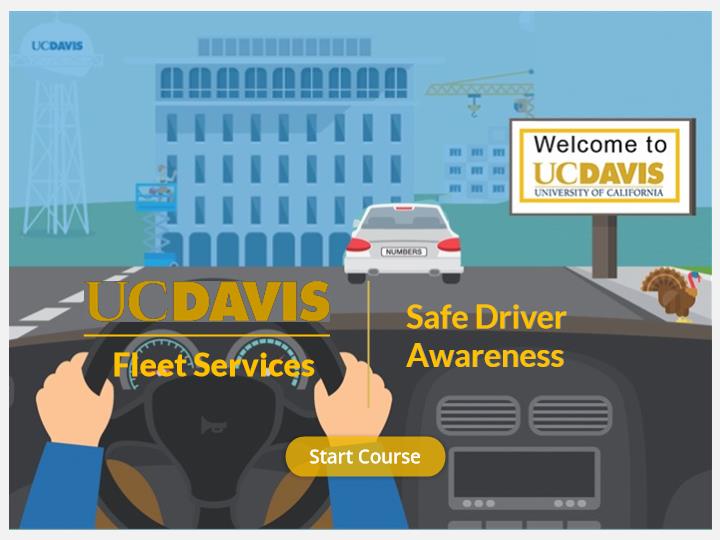 UCDAVIS
Welcome to
UCDAVIS
UNIVERSITY OF CALIFORNIA
NUMBERS
UCDAVIS
Fleet Services
Safe Driver
Awareness
Start Course